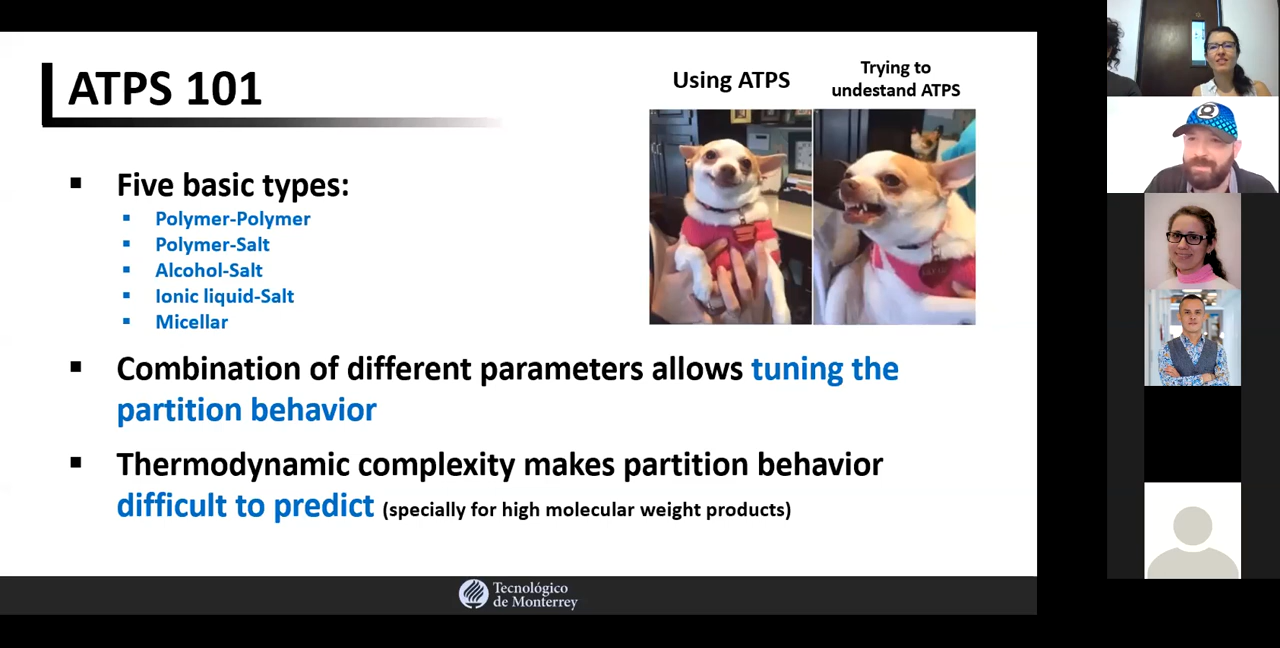 ATPS 101
Using ATPS
Trying to
undestand ATPS
Five basic types:
Polymer-Polymer
Polymer-Salt
Alcohol-Salt
Ionic liquid-Salt
Micellar
Combination of different parameters allows tuning the
partition behavior
Thermodynamic complexity makes partition behavior
difficult to predict (specially for high molecular weight products)
Tecnológico
de Monterrey